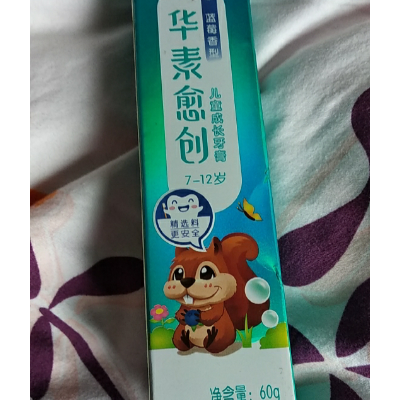 蓝莓香型
华素愈创
儿童成长牙膏
7-12岁
精选料
更安全
净含量: 60g